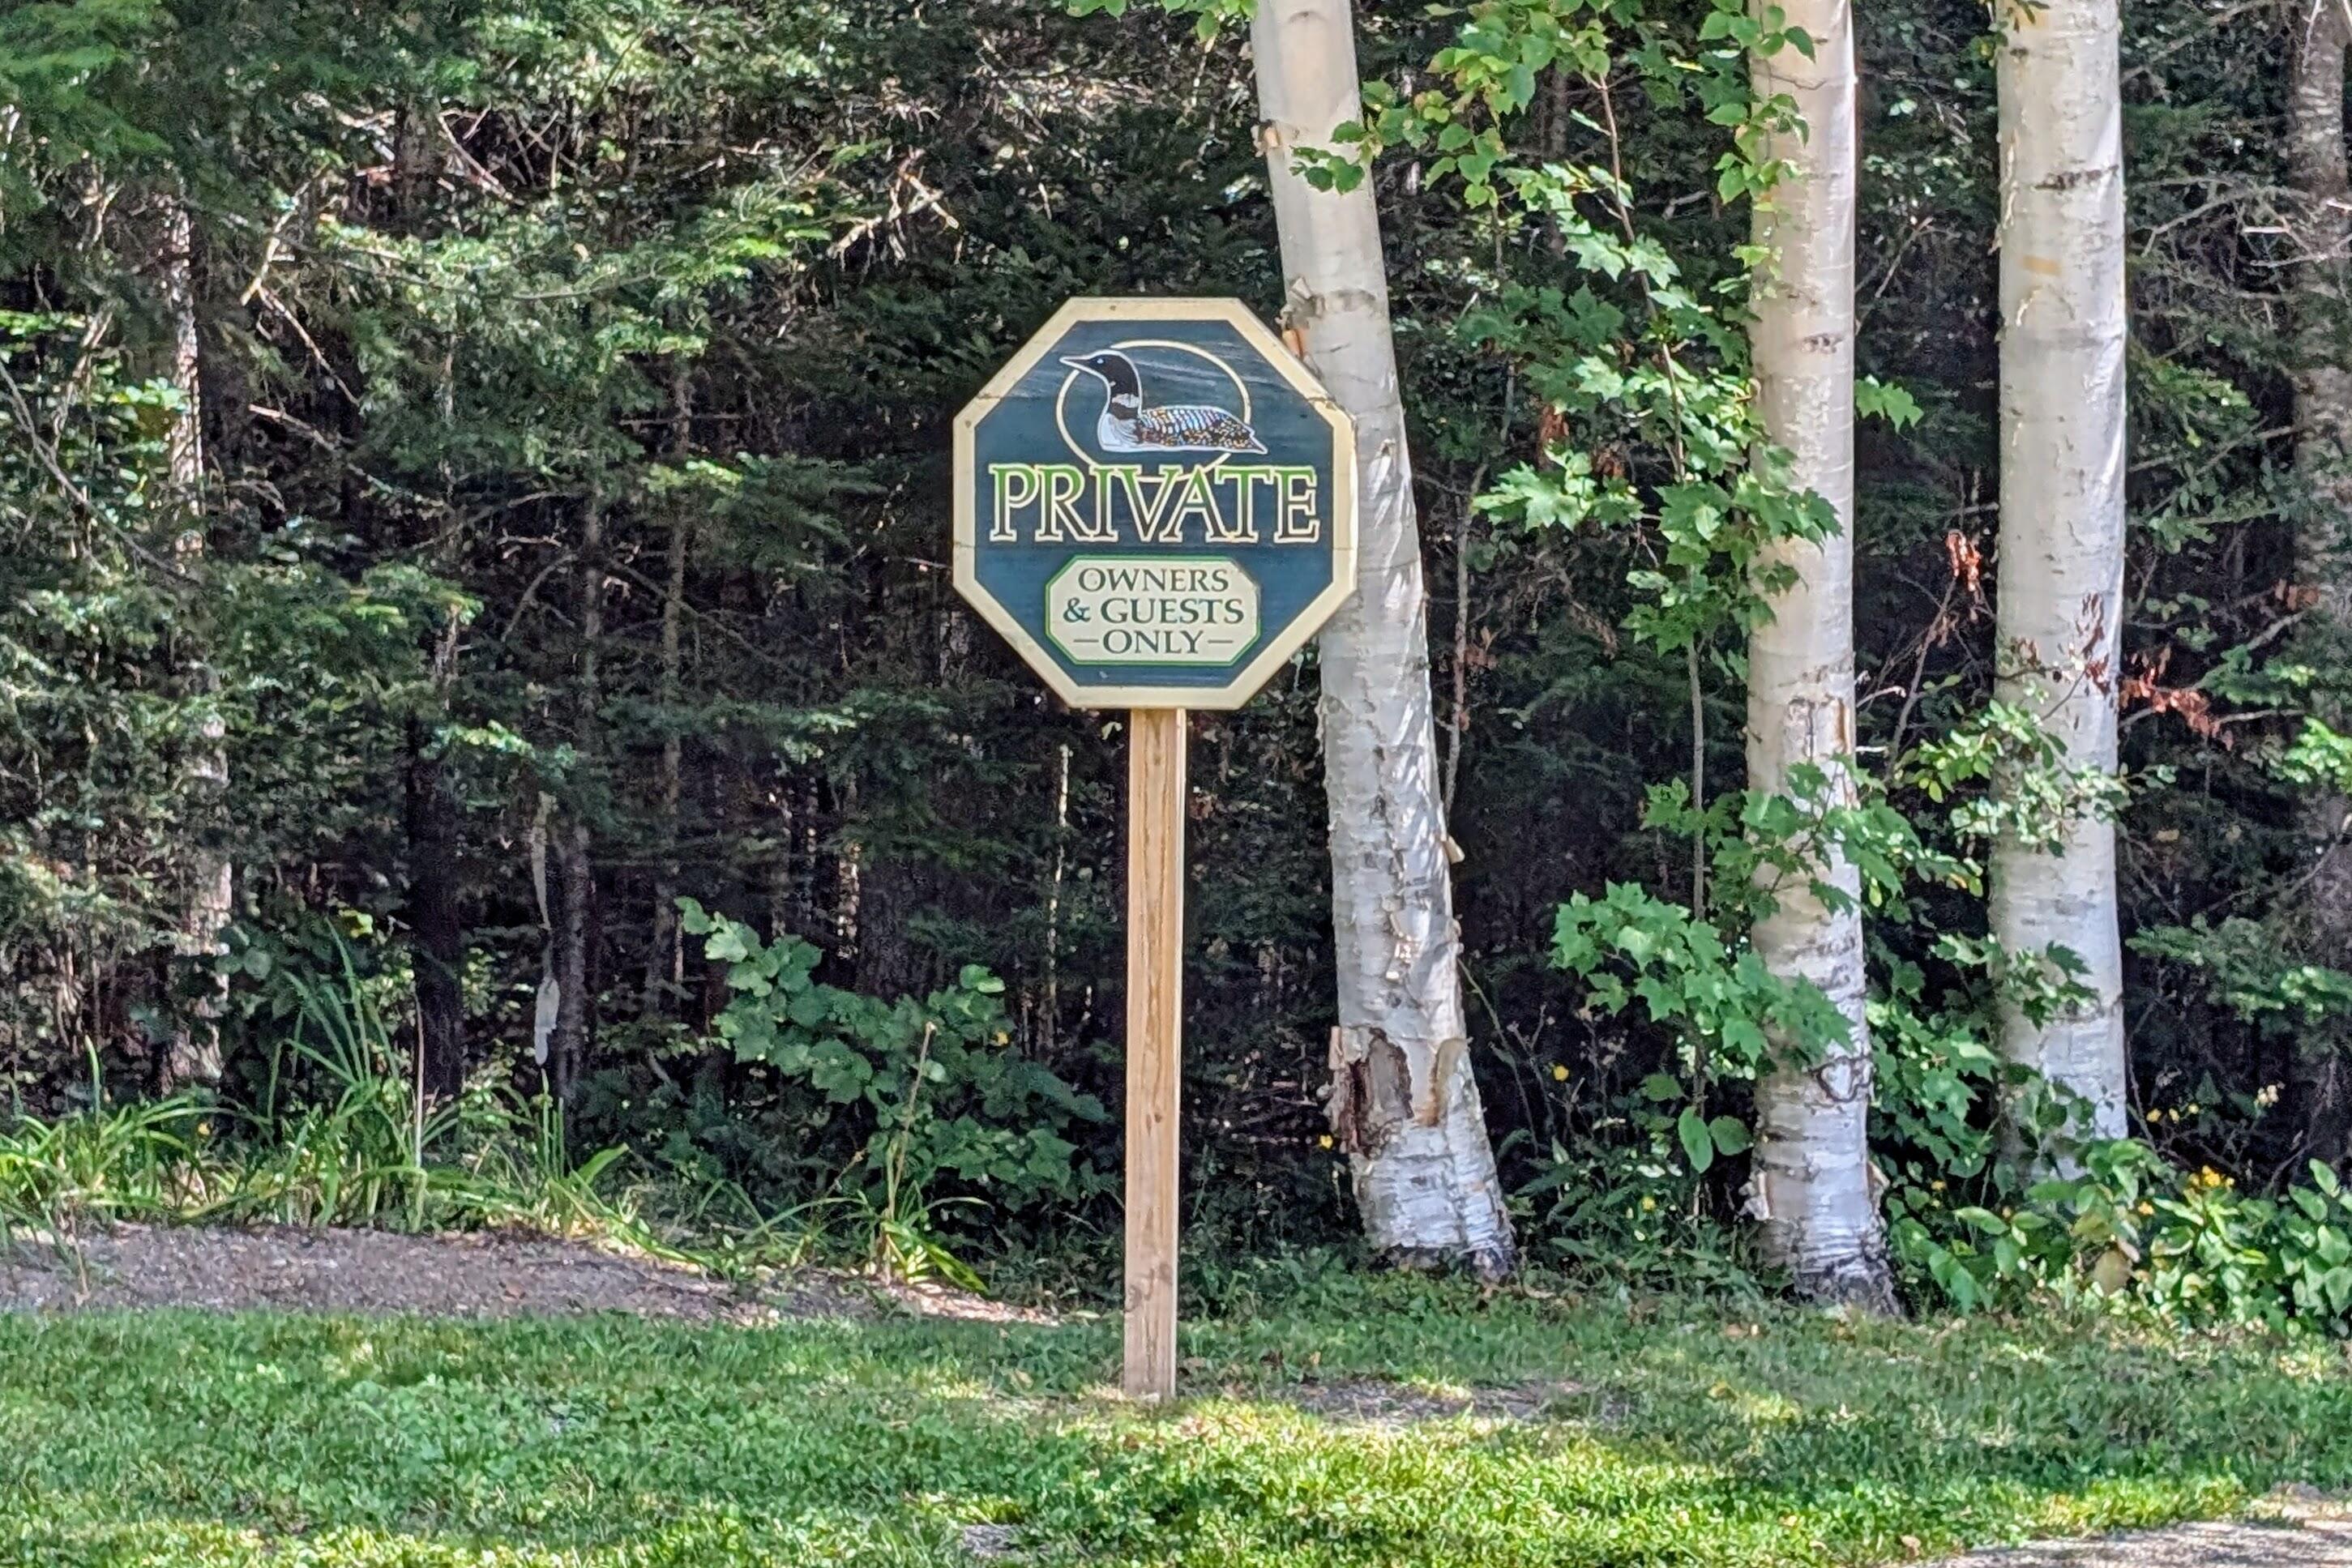 PRIVATE
OWNERS
& GUESTS
-ONLY-